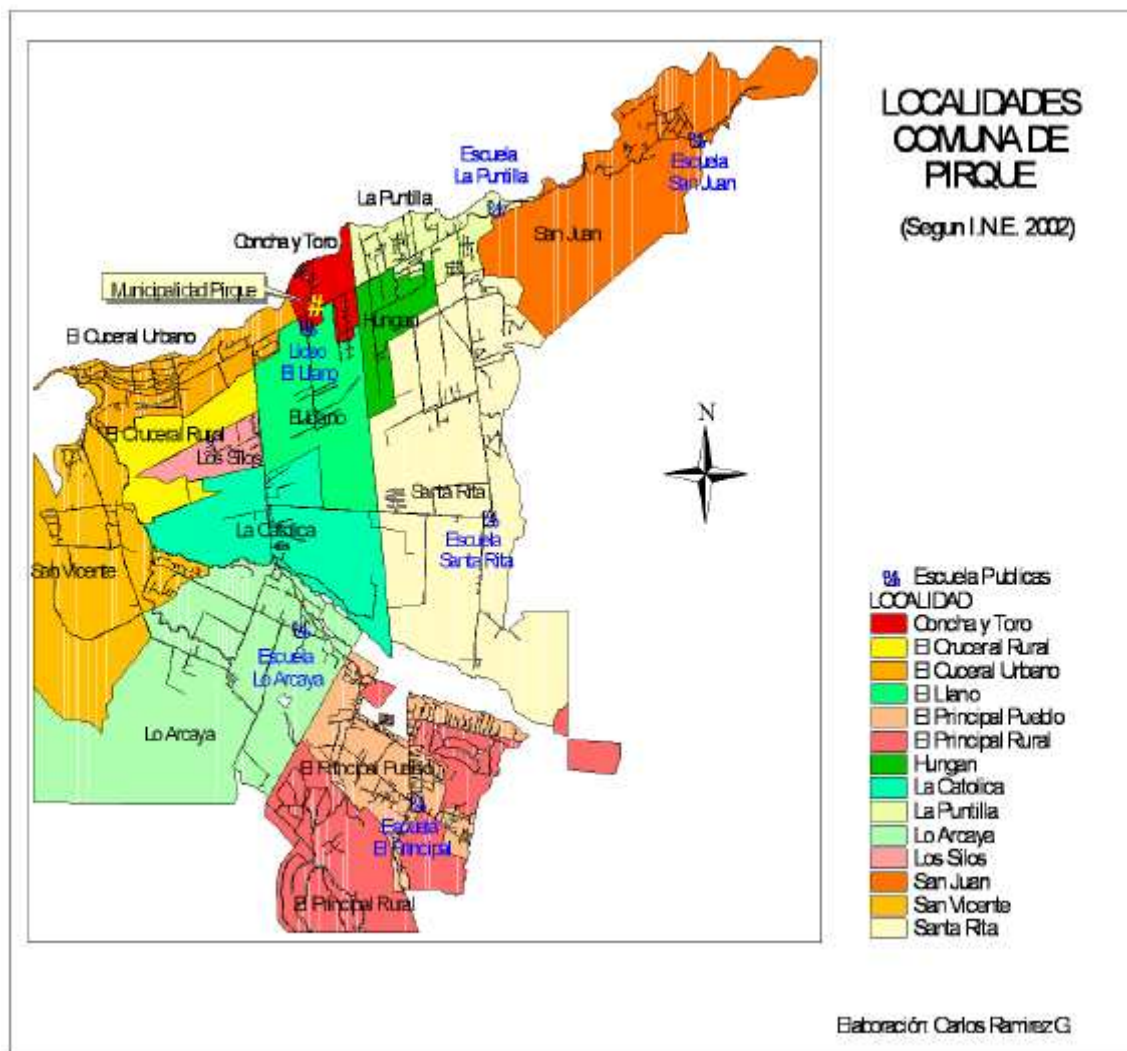 LOCALIDADES
COMUNA DE
PIRQUE
(Segun I.N.E. 2002)
Escuela
La Puntilla
Escuela
San Juan
La Puntilla
San Juan
Concha y Toro
Municipalidad Pirque
Hungan
El Cuceral Urbano
Liceo
El Llano
El Llano
El Cruceral Rural
Los Silos
N
Santa Rita
La Catolica
Escuela
Santa Rita
San Vicente
Escuela
Lo Arcaya
Lo Arcaya
El Principal Pueblo
Escuela
El Principal
El Principal Rural
Escuela Publicas
LOCALIDAD
Concha y Toro
El Cruceral Rural
El Cuceral Urbano
El Llano
El Principal Pueblo
El Principal Rural
Hungan
La Catolica
La Puntilla
Lo Arcaya
Los Silos
San Juan
San Vicente
Santa Rita
Elaboración: Carlos Ramirez G.